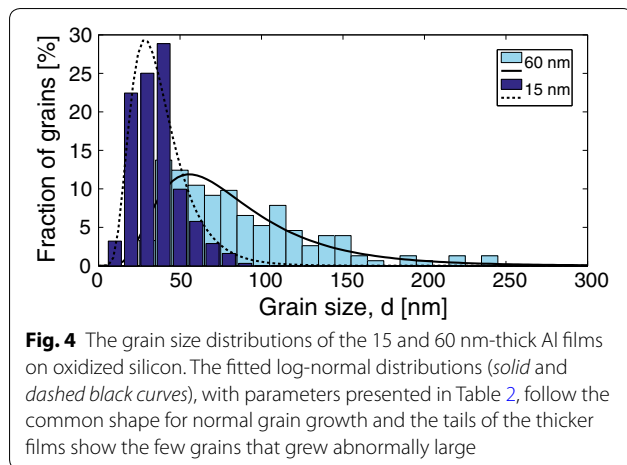 30
25
20
15
10
5
0
Fraction of grains [%]
60 nm
15 nm
0 50 100 150 200 250 300
Grain size, d [nm]
Fig. 4 The grain size distributions of the 15 and 60 nm-thick Al films
on oxidized silicon. The fitted log-normal distributions (solid and
dashed black curves), with parameters presented in Table 2, follow the
common shape for normal grain growth and the tails of the thicker
films show the few grains that grew abnormally large